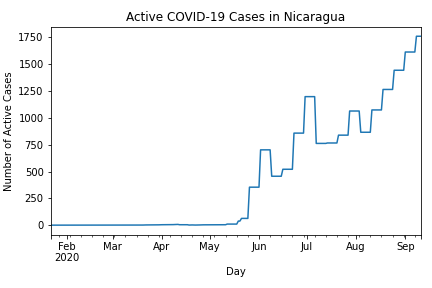 Active COVID-19 Cases in Nicaragua
Number of Active Cases
1750
1500
1250
1000
750
500
250
0
Feb Mar Apr May Jun Jul Aug Sep
2020
Day